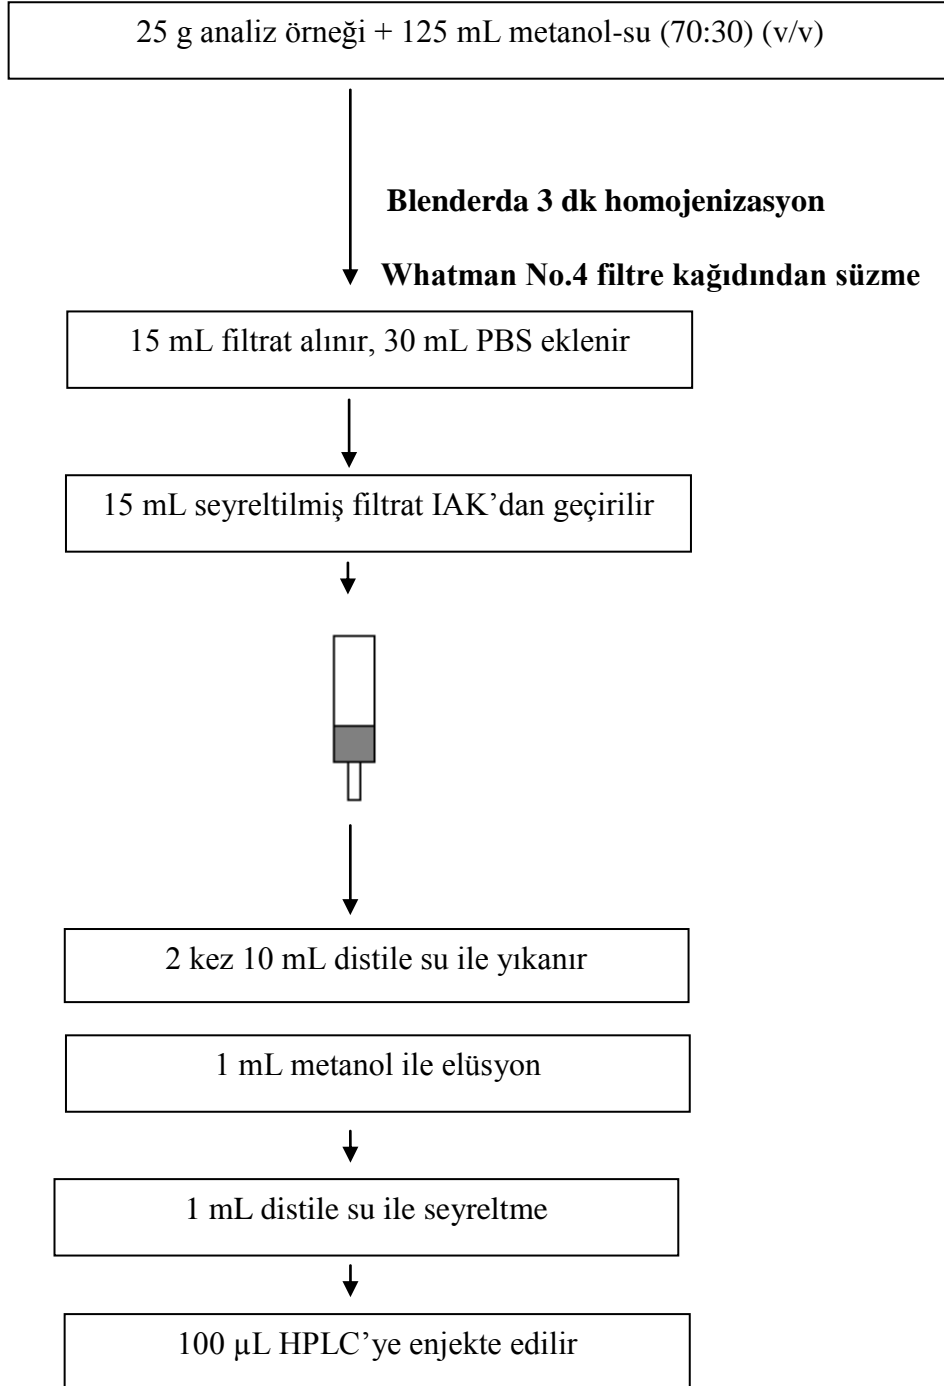 25 g analiz örneği + 125 mL metanol-su (70:30) (v/v)
Blenderda 3 dk homojenizasyon
Whatman No.4 filtre kağıdından süzme
15 mL filtrat alınır, 30 mL PBS eklenir
15 mL seyreltilmiş filtrat IAK’dan geçirilir
2 kez 10 mL distile su ile yıkanır
1 mL metanol ile elüsyon
1 mL distile su ile seyreltme
100 µL HPLC’ye enjekte edilir